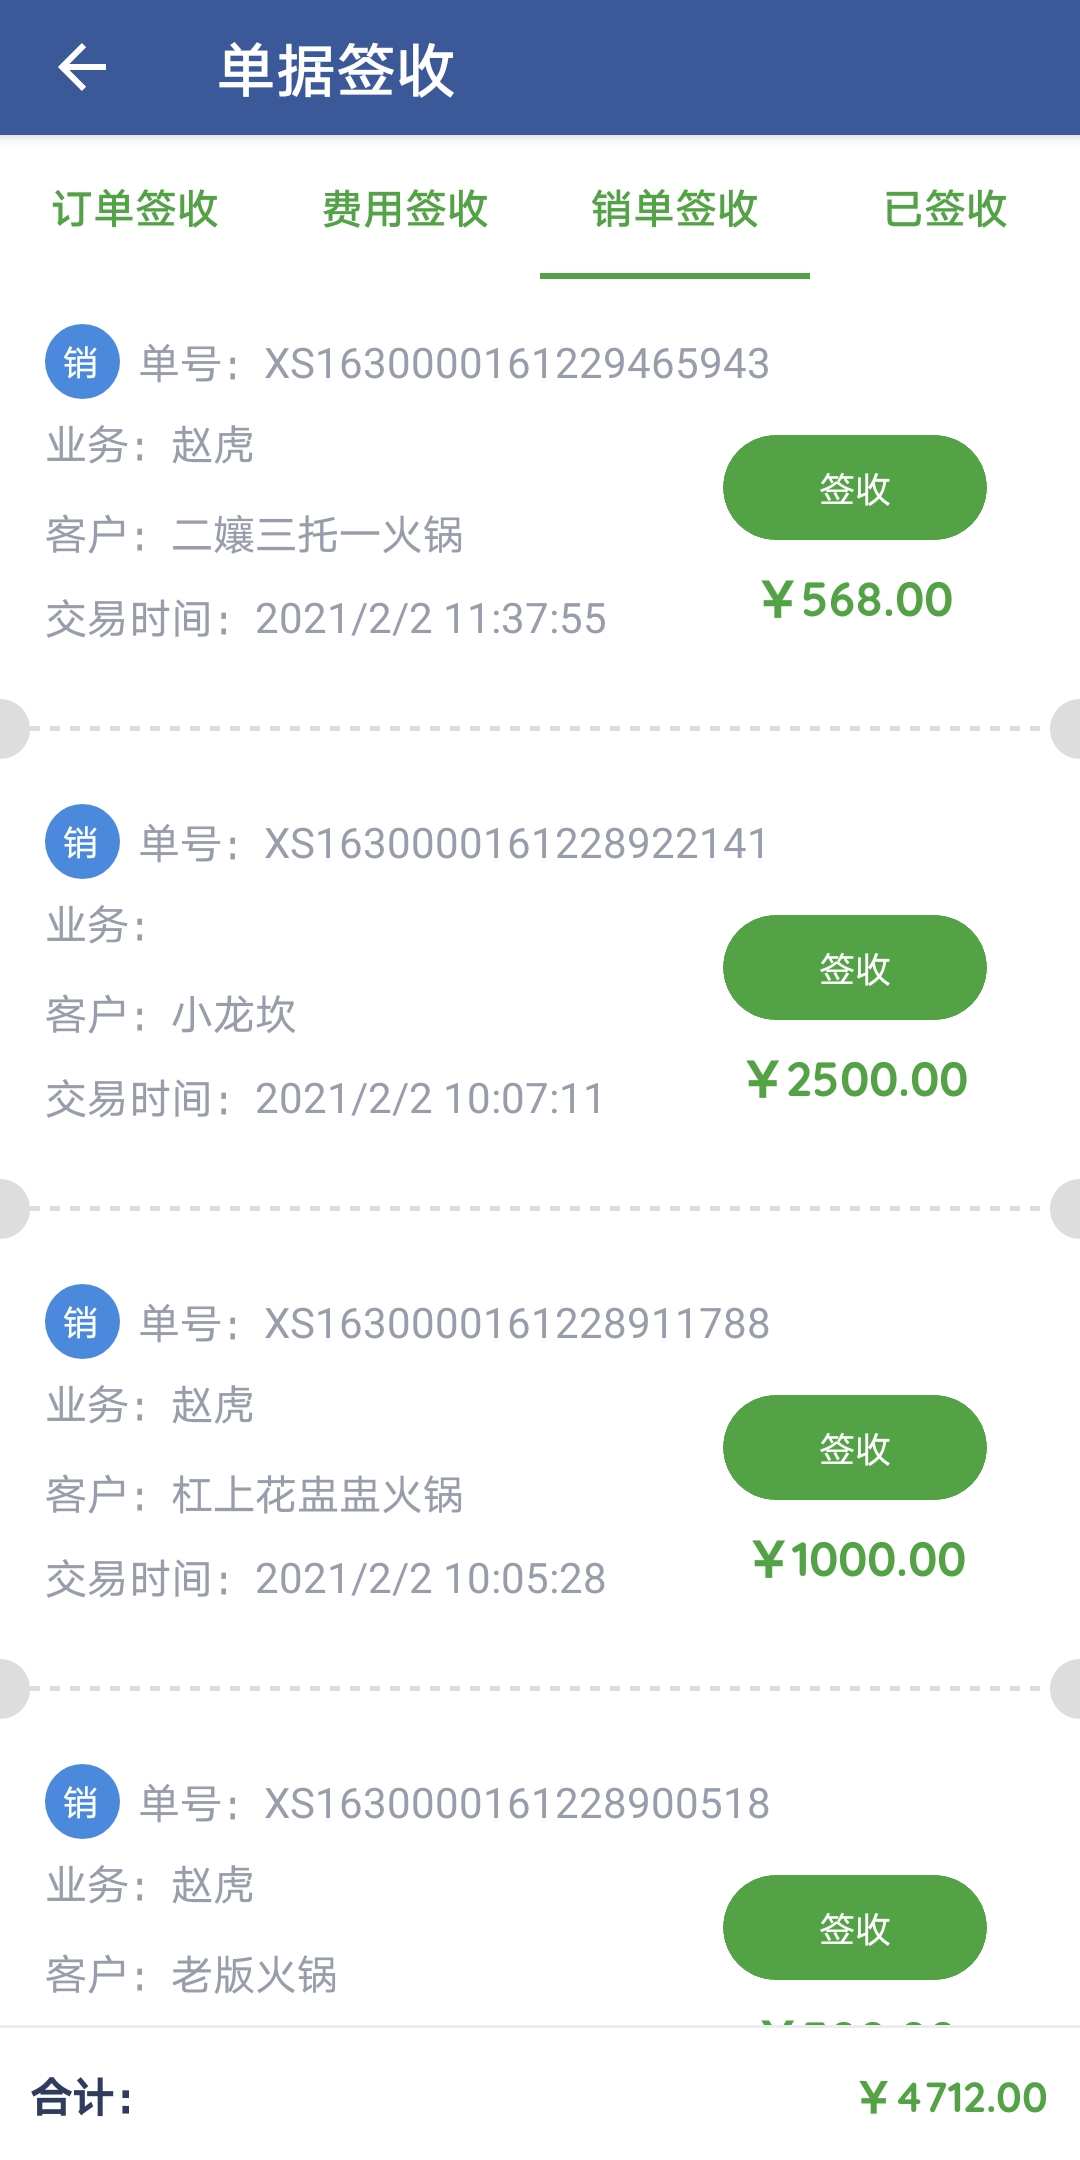 单据签收
订单签收 费用签收 销单签收 已签收
销 单号：XS1630000161229465943
业务：赵虎
签收
客户：二孃三托一火锅
¥568.00
交易时间：2021/2/2 11:37:55
销 单号：XS1630000161228922141
业务：
签收
客户：小龙坎
¥2500.00
交易时间：2021/2/2 10:07:11
销 单号：XS1630000161228911788
业务：赵虎
签收
客户：杠上花盅盅火锅
¥1000.00
交易时间：2021/2/2 10:05:28
销 单号：XS1630000161228900518
业务：赵虎
签收
客户：老版火锅
合计：
¥4712.00